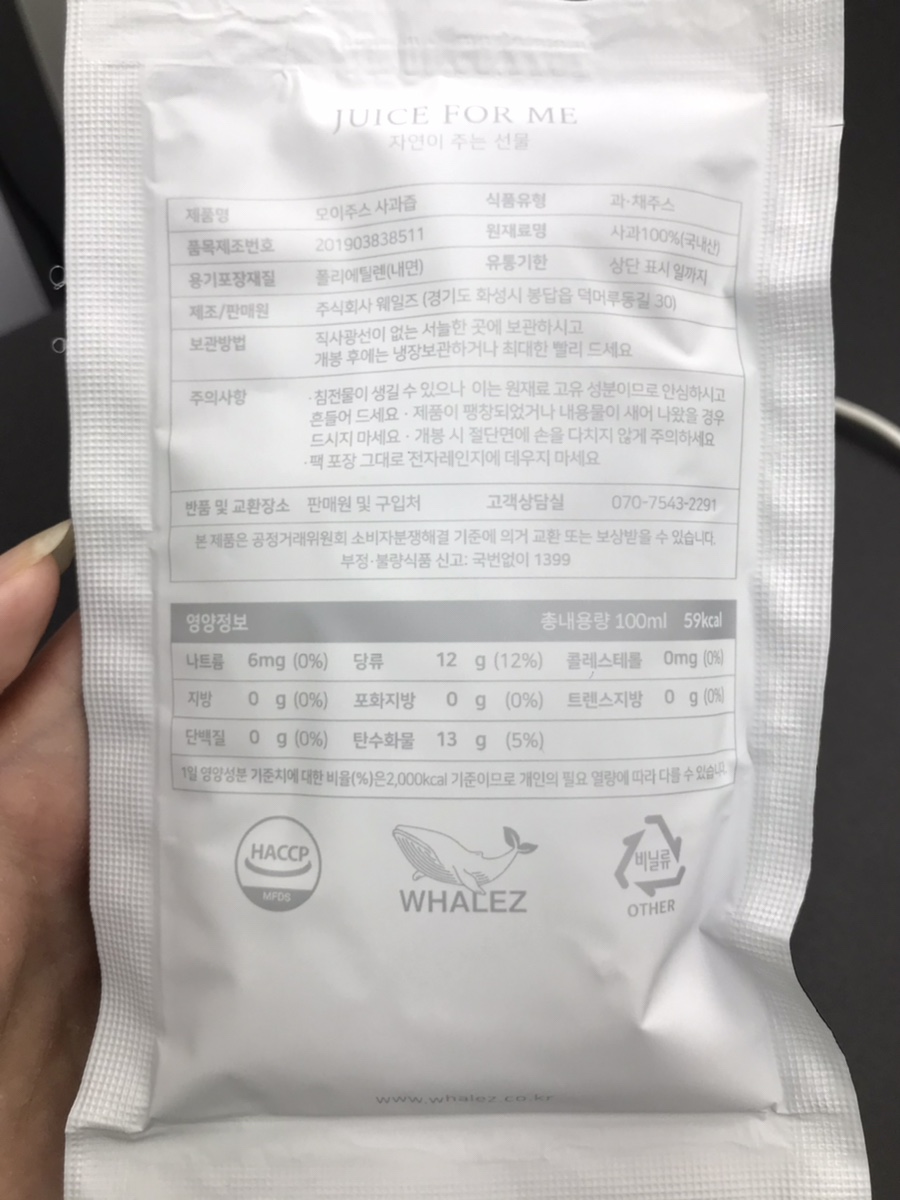 JUICE FOR ME
자연이 주는 선물
제품명 모이주스 사과즙 식품유형 과·채주스
품목제조번호 201903838511 원재료명 사과100%(국내산)
용기포장재질 폴리에틸렌(내면) 유통기한 상단 표시 일까지
제조/판매원 주식회사 웨일즈 (경기도 화성시 봉담읍 덕머루동길 30)
보관방법 직사광선이 없는 서늘한 곳에 보관하시고
개봉 후에는 냉장보관하거나 최대한 빨리 드세요
주의사항 ·침전물이 생길 수 있으나 이는 원재료 고유 성분이므로 안심하시고
흔들어 드세요 · 제품이 팽창되었거나 내용물이 새어 나왔을 경우
드시지 마세요 · 개봉 시 절단면에 손을 다치지 않게 주의하세요
·팩 포장 그대로 전자레인지에 데우지 마세요
반품 및 교환장소 판매원 및 구입처 고객상담실 070-7543-2291
본 제품은 공정거래위원회 소비자분쟁해결 기준에 의거 교환 또는 보상받을 수 있습니다.
부정·불량식품 신고: 국번없이 1399
영양정보 총내용량 100ml 59kcal
나트륨 6mg (0%) 당류 12 g (12%) 콜레스테롤 0mg (0%)
지방 0 g (0%) 포화지방 0 g (0%) 트렌스지방 0 g (0%)
단백질 0 g (0%) 탄수화물 13 g (5%)
1일 영양성분 기준치에 대한 비율(%)은2,000kcal 기준이므로 개인의 필요 열량에 따라 다를 수 있습니다.
HACCP
MFDS
WHALEZ
비닐류
OTHER
www.whalez.co.kr